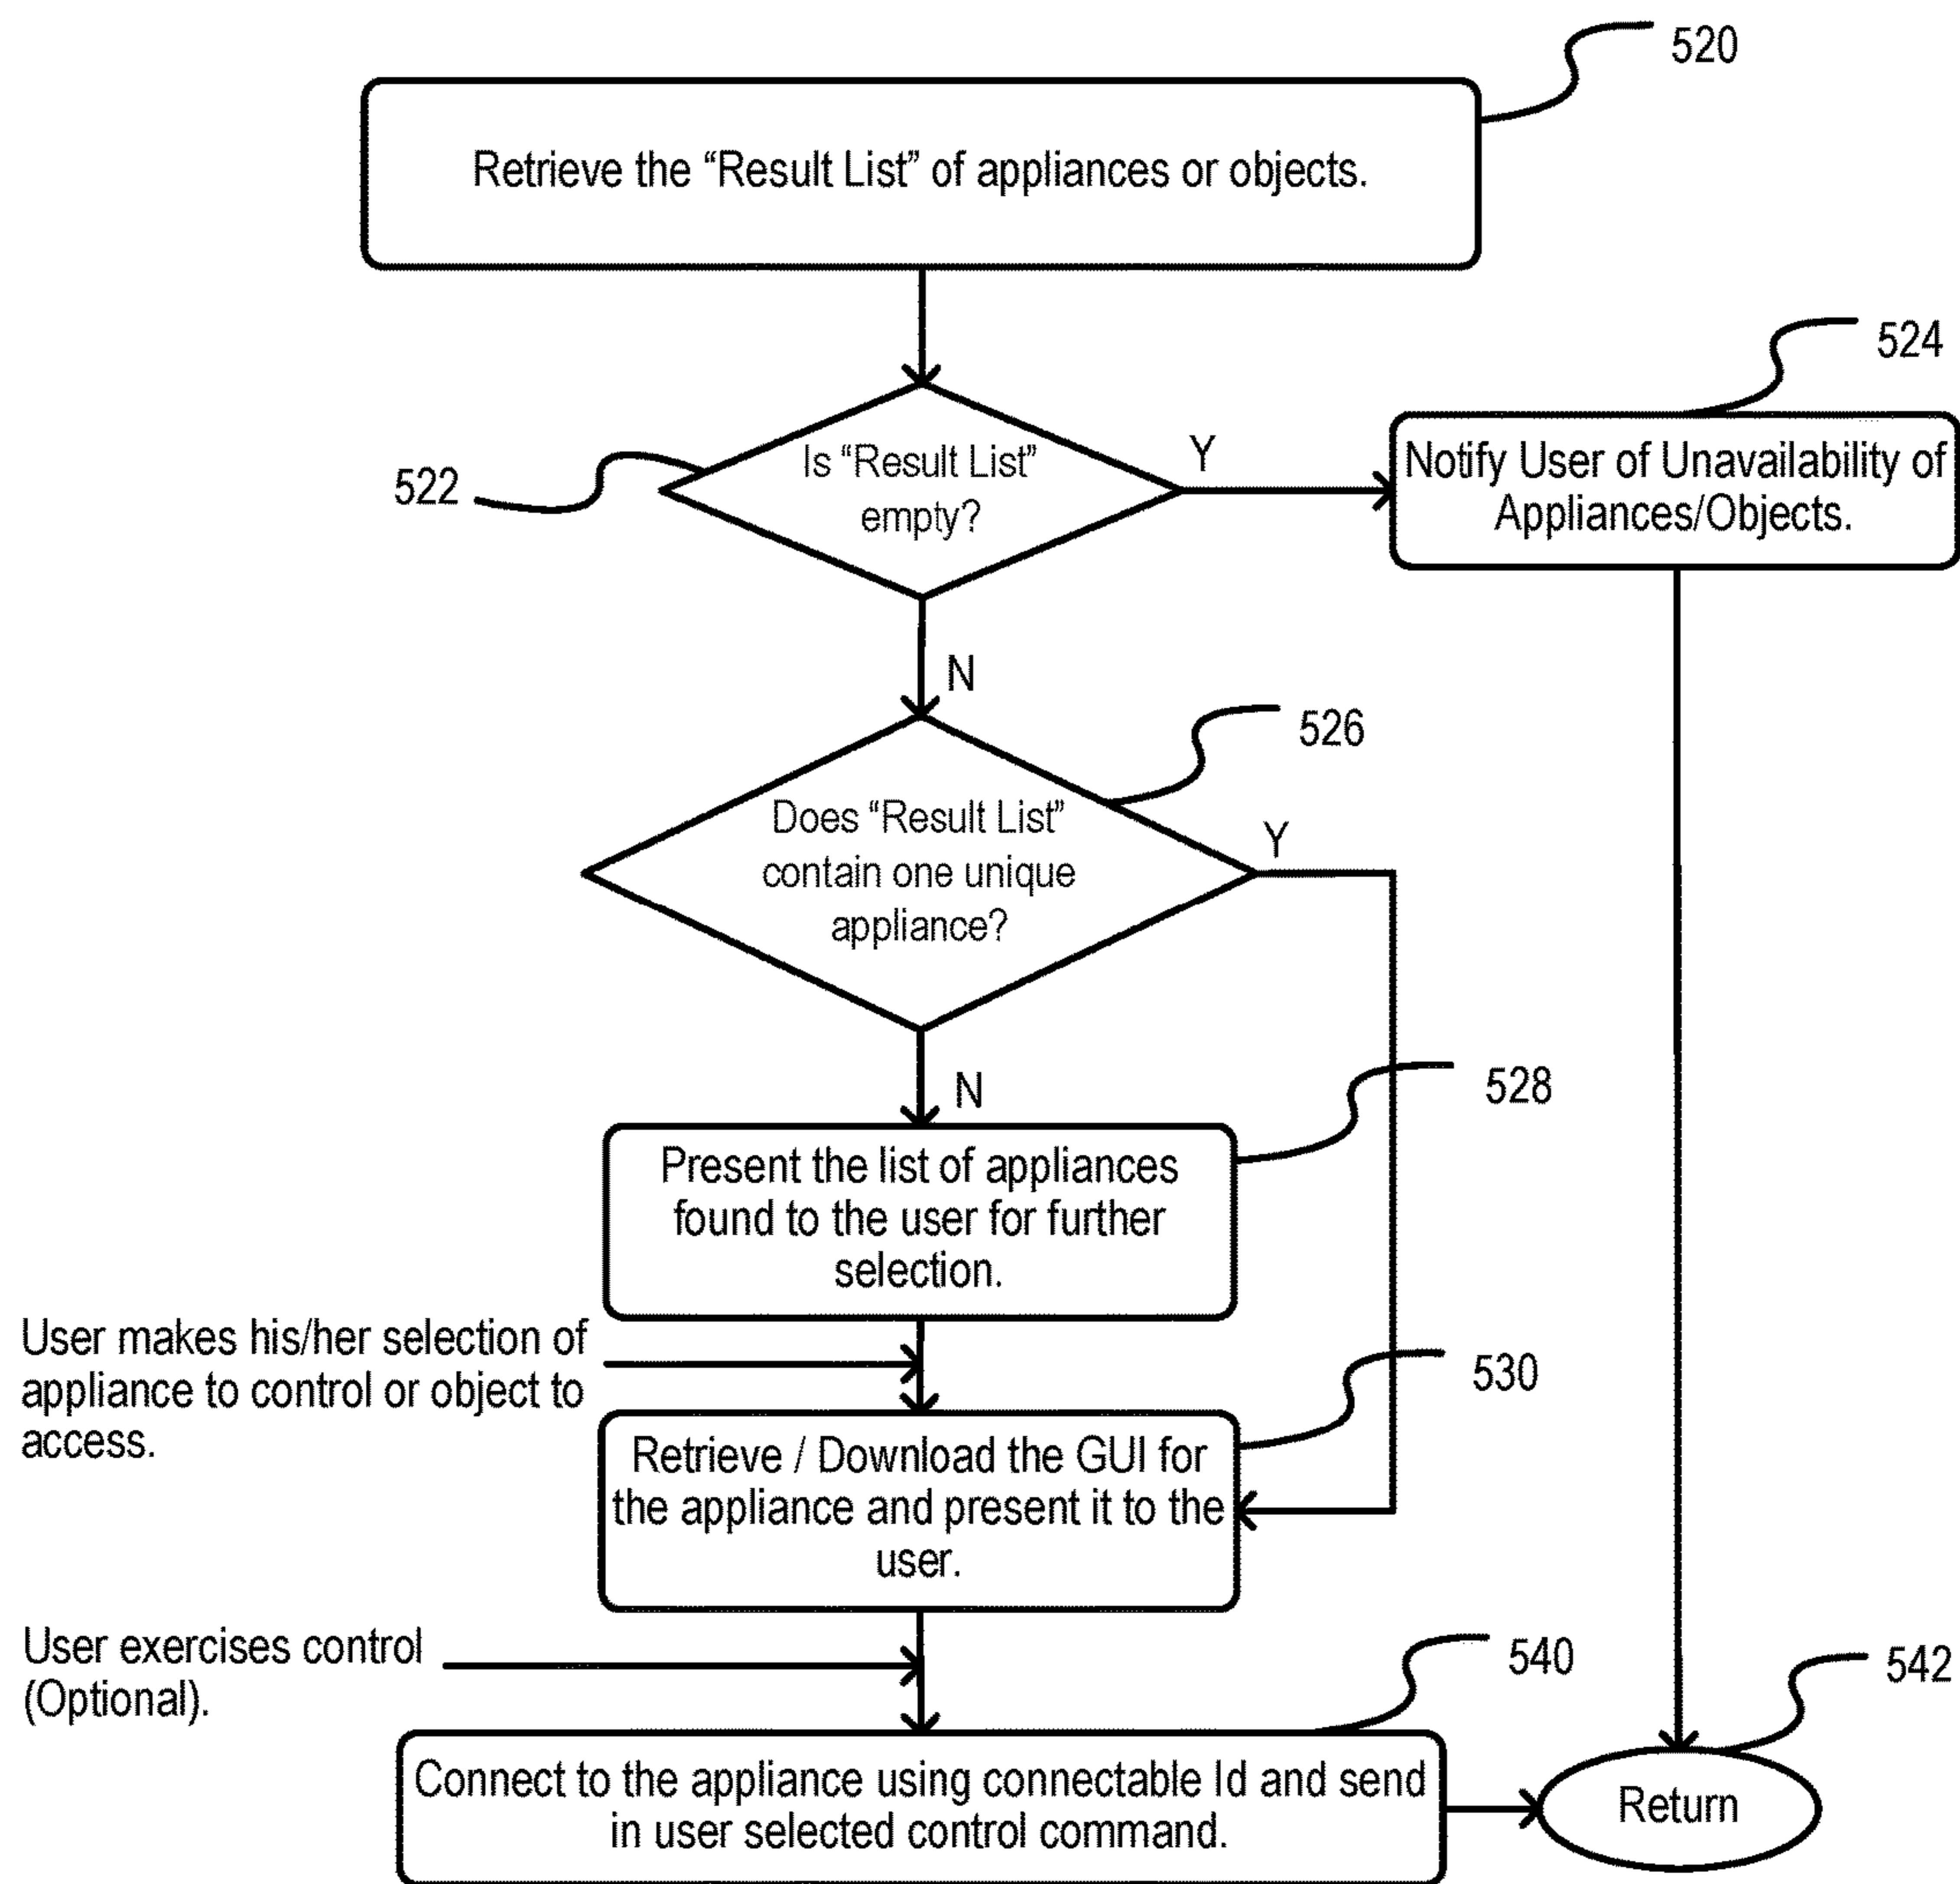 520
Retrieve the “Result List” of appliances or objects.
524
Notify User of Unavailability of
Appliances/Objects.
522
Is “Result List”
empty?
Y
N
526
Does “Result List”
contain one unique
appliance?
Y
N
528
Present the list of appliances
found to the user for further
selection.
User makes his/her selection of
appliance to control or object to
access.
530
Retrieve / Download the GUI for
the appliance and present it to the
user.
User exercises control
(Optional).
540
542
Connect to the appliance using connectable Id and send
in user selected control command.
Return